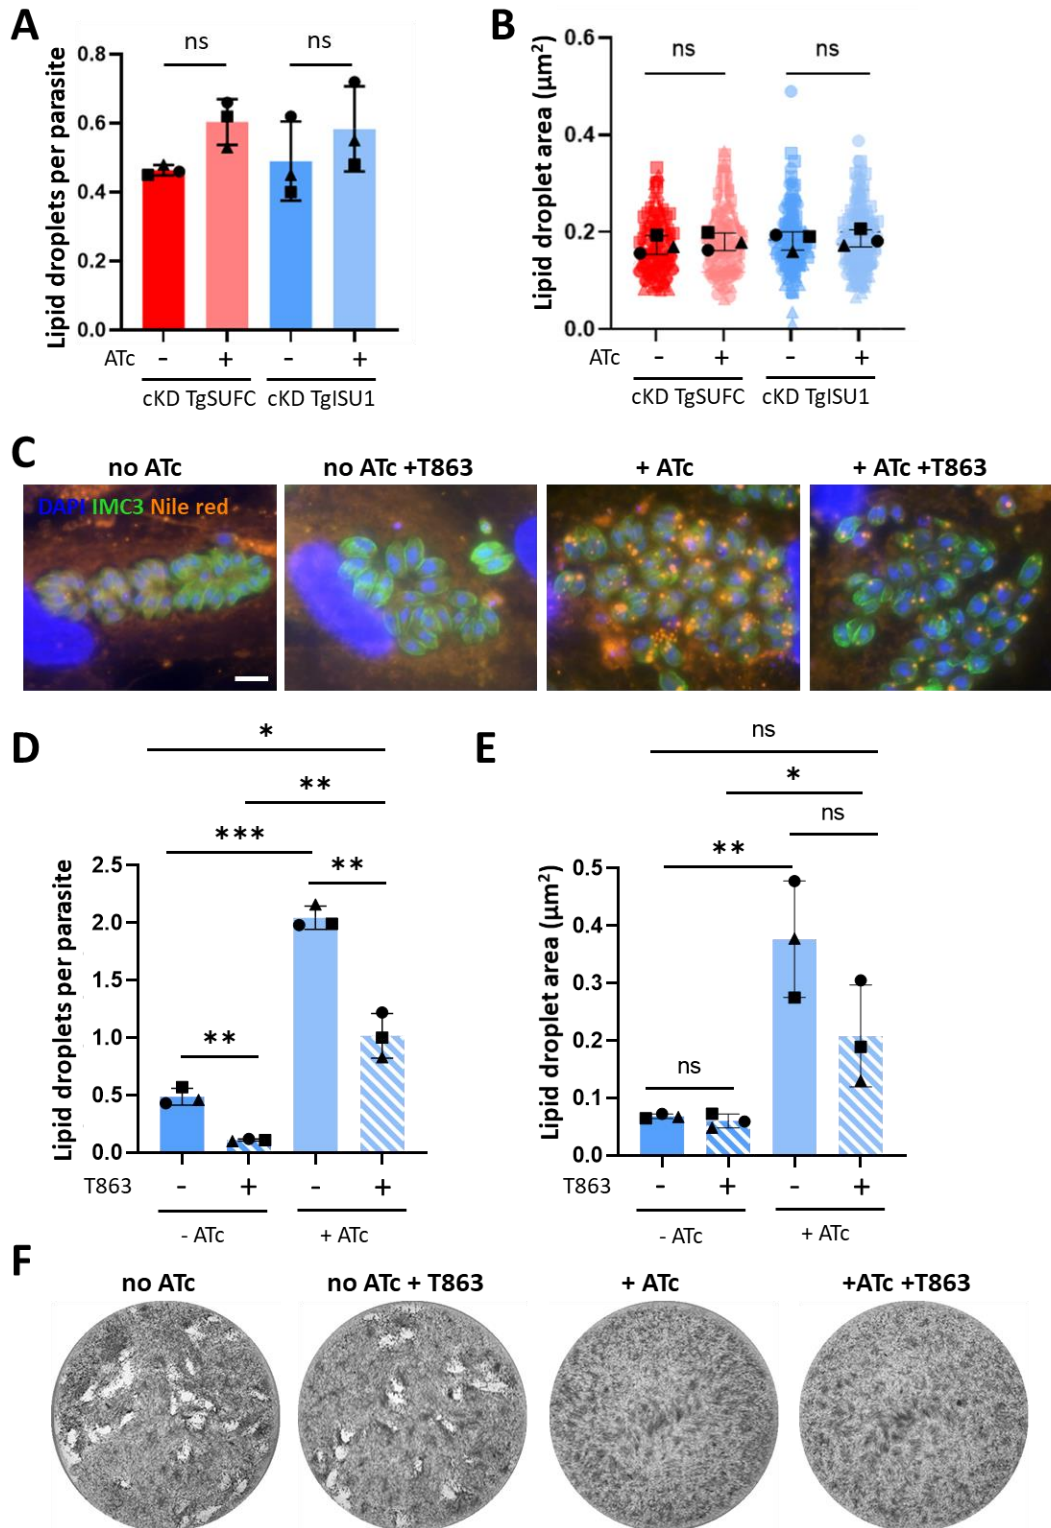 A
Lipid droplets per parasite
ns ns
0.8
0.6
0.4
0.2
0.0
ATc - + - +
cKD TgSUFC cKD TgISU1
B
Lipid droplet area (µm²)
ns ns
0.6
0.4
0.2
0.0
ATc - + - +
cKD TgSUFC cKD TgISU1
C
no ATc no ATc +T863 + ATc + ATc +T863
DAPI IMC3 Nile red
D
Lipid droplets per parasite
*
**
***
**
**
2.5
2.0
1.5
1.0
0.5
0.0
T863 - + - +
- ATc + ATc
E
Lipid droplet area (µm²)
ns
*
ns
**
ns
0.5
0.4
0.3
0.2
0.1
0.0
T863 - + - +
- ATc + ATc
F
no ATc no ATc + T863 + ATc +ATc +T863